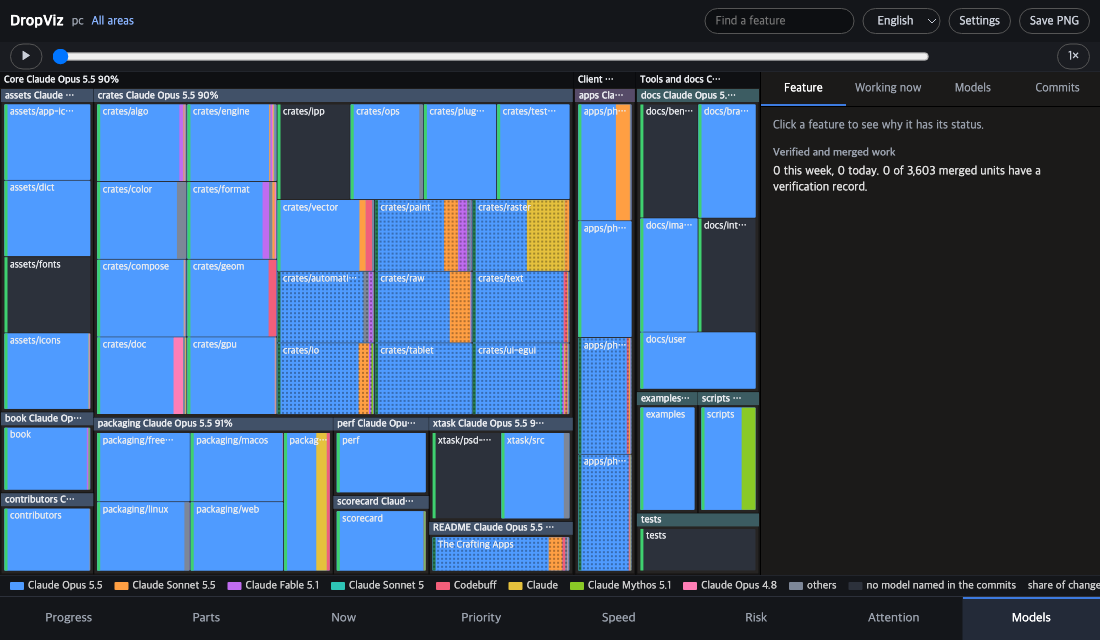 DropViz pc All areas
Find a feature
English
Settings
Save PNG
1×
Core Claude Opus 5.5 90%
Client ···
Tools and docs C···
assets Claude ···
crates Claude Opus 5.5 90%
apps Cla···
docs Claude Opus 5.···
Feature
Working now
Models
Commits
assets/app-ic···
crates/algo
crates/engine
crates/ipp
crates/ops
crates/plug···
crates/test···
apps/ph···
docs/ben···
docs/bra···
Click a feature to see why it has its status.
Verified and merged work
0 this week, 0 today. 0 of 3,603 merged units have a
verification record.
assets/dict
crates/color
crates/format
crates/vector
crates/paint
crates/raster
apps/ph···
docs/ima···
docs/int···
assets/fonts
crates/compose
crates/geom
crates/automati···
crates/raw
crates/text
assets/icons
crates/doc
crates/gpu
crates/io
crates/tablet
crates/ui-egui
apps/ph···
docs/user
book Claude Op···
packaging Claude Opus 5.5 91%
perf Claude Opu···
xtask Claude Opus 5.5 9···
examples···
scripts ···
book
packaging/free···
packaging/macos
packag···
perf
xtask/psd-···
xtask/src
apps/ph···
examples
scripts
contributors C···
scorecard Claud···
contributors
packaging/linux
packaging/web
scorecard
README Claude Opus 5.5 ···
The Crafting Apps
tests
tests
Claude Opus 5.5
Claude Sonnet 5.5
Claude Fable 5.1
Claude Sonnet 5
Codebuff
Claude
Claude Mythos 5.1
Claude Opus 4.8
others
no model named in the commits
share of change
Progress
Parts
Now
Priority
Speed
Risk
Attention
Models